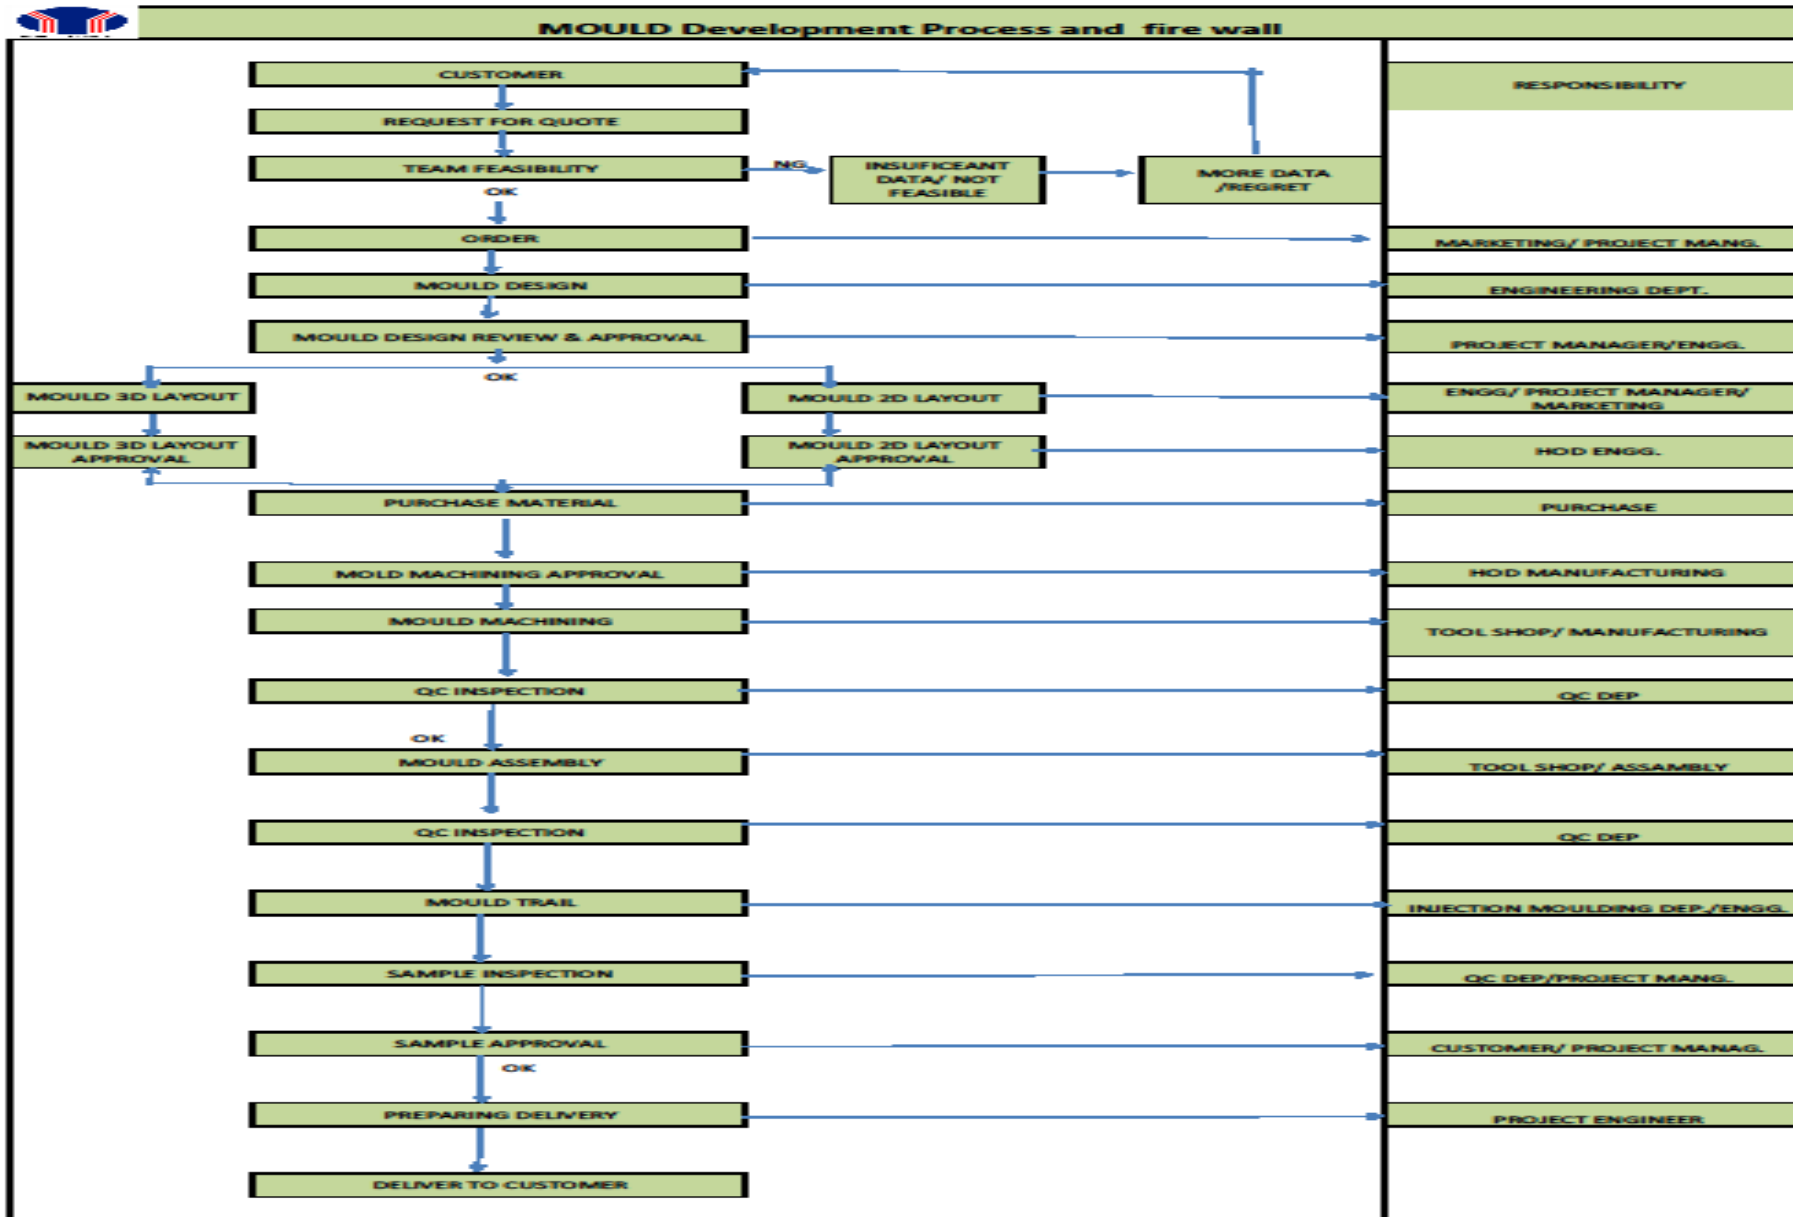 MOULD Development Process and fire wall
CUSTOMER
RESPONSIBILITY
REQUEST FOR QUOTE
TEAM FEASIBILITY
NG
INSUFICEANT
DATA/ NOT
FEASIBLE
MORE DATA
/REGRET
OK
ORDER
MARKETING/ PROJECT MANG.
MOULD DESIGN
ENGINEERING DEPT.
MOULD DESIGN REVIEW & APPROVAL
PROJECT MANAGER/ENGG.
OK
MOULD 3D LAYOUT
MOULD 2D LAYOUT
ENGG/ PROJECT MANAGER/
MARKETING
MOULD 3D LAYOUT
APPROVAL
MOULD 2D LAYOUT
APPROVAL
HOD ENGG.
PURCHASE MATERIAL
PURCHASE
MOLD MACHINING APPROVAL
HOD MANUFACTURING
MOULD MACHINING
TOOL SHOP/ MANUFACTURING
QC INSPECTION
QC DEP
OK
MOULD ASSEMBLY
TOOL SHOP/ ASSAMBLY
QC INSPECTION
QC DEP
MOULD TRAIL
INJECTION MOULDING DEP./ENGG.
SAMPLE INSPECTION
QC DEP/PROJECT MANG.
SAMPLE APPROVAL
CUSTOMER/ PROJECT MANAG.
OK
PREPARING DELIVERY
PROJECT ENGINEER
DELIVER TO CUSTOMER